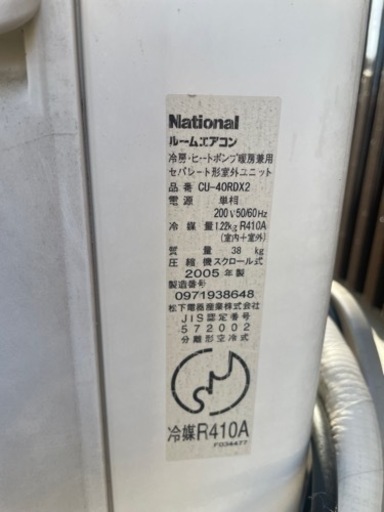 National
ルームエアコン
冷房・ヒートポンプ暖房兼用
セパレート形室外ユニット
品 番 CU-40RDX2
電 源 単相
200V 50/60Hz
冷 媒 量 1.22kg R410A
(室内+室外)
質 量 38 kg
圧 縮 機 スクロール式
2005年製
製造番号
0971938648
松下電器産業株式会社
JIS認定番号
572002
分離形空冷式
冷媒R410A
F034477